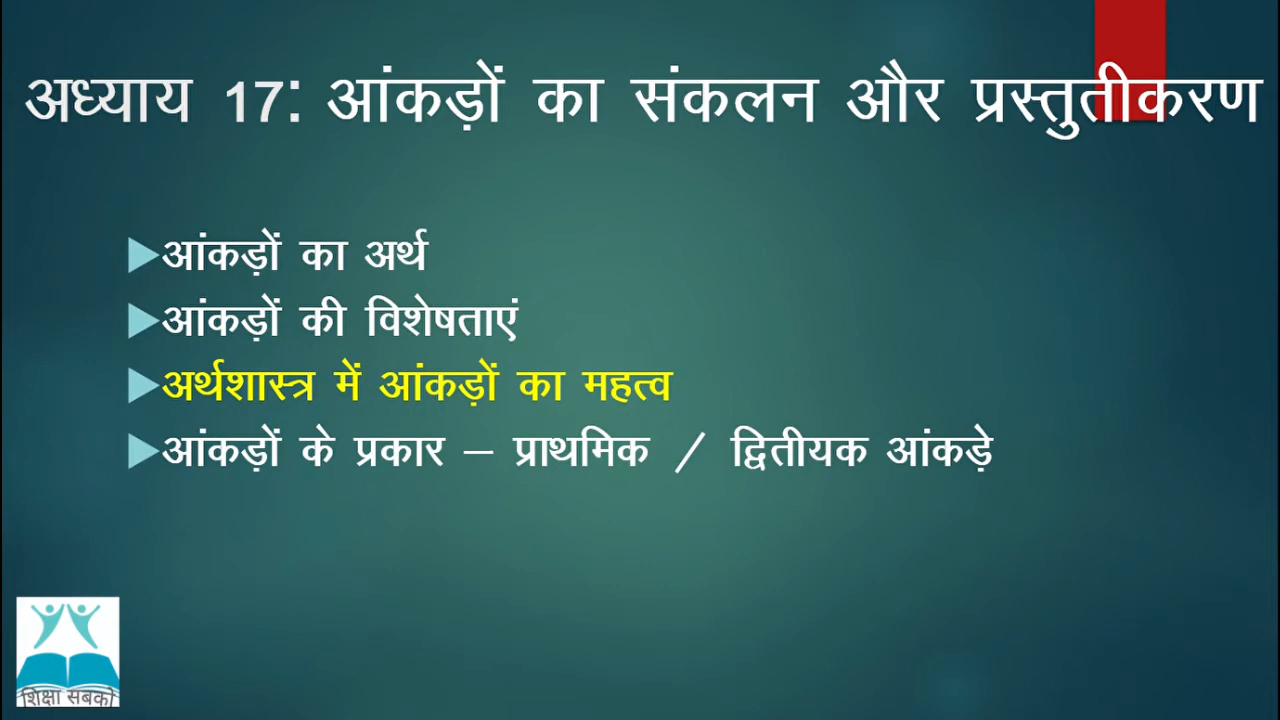 अध्याय 17: आंकड़ों का संकलन और प्रस्तुतीकरण
आंकड़ों का अर्थ
आंकड़ों की विशेषताएं
अर्थशास्त्र में आंकड़ों का महत्व
आंकड़ों के प्रकार – प्राथमिक / द्वितीयक आंकड़े
शिक्षा सबको